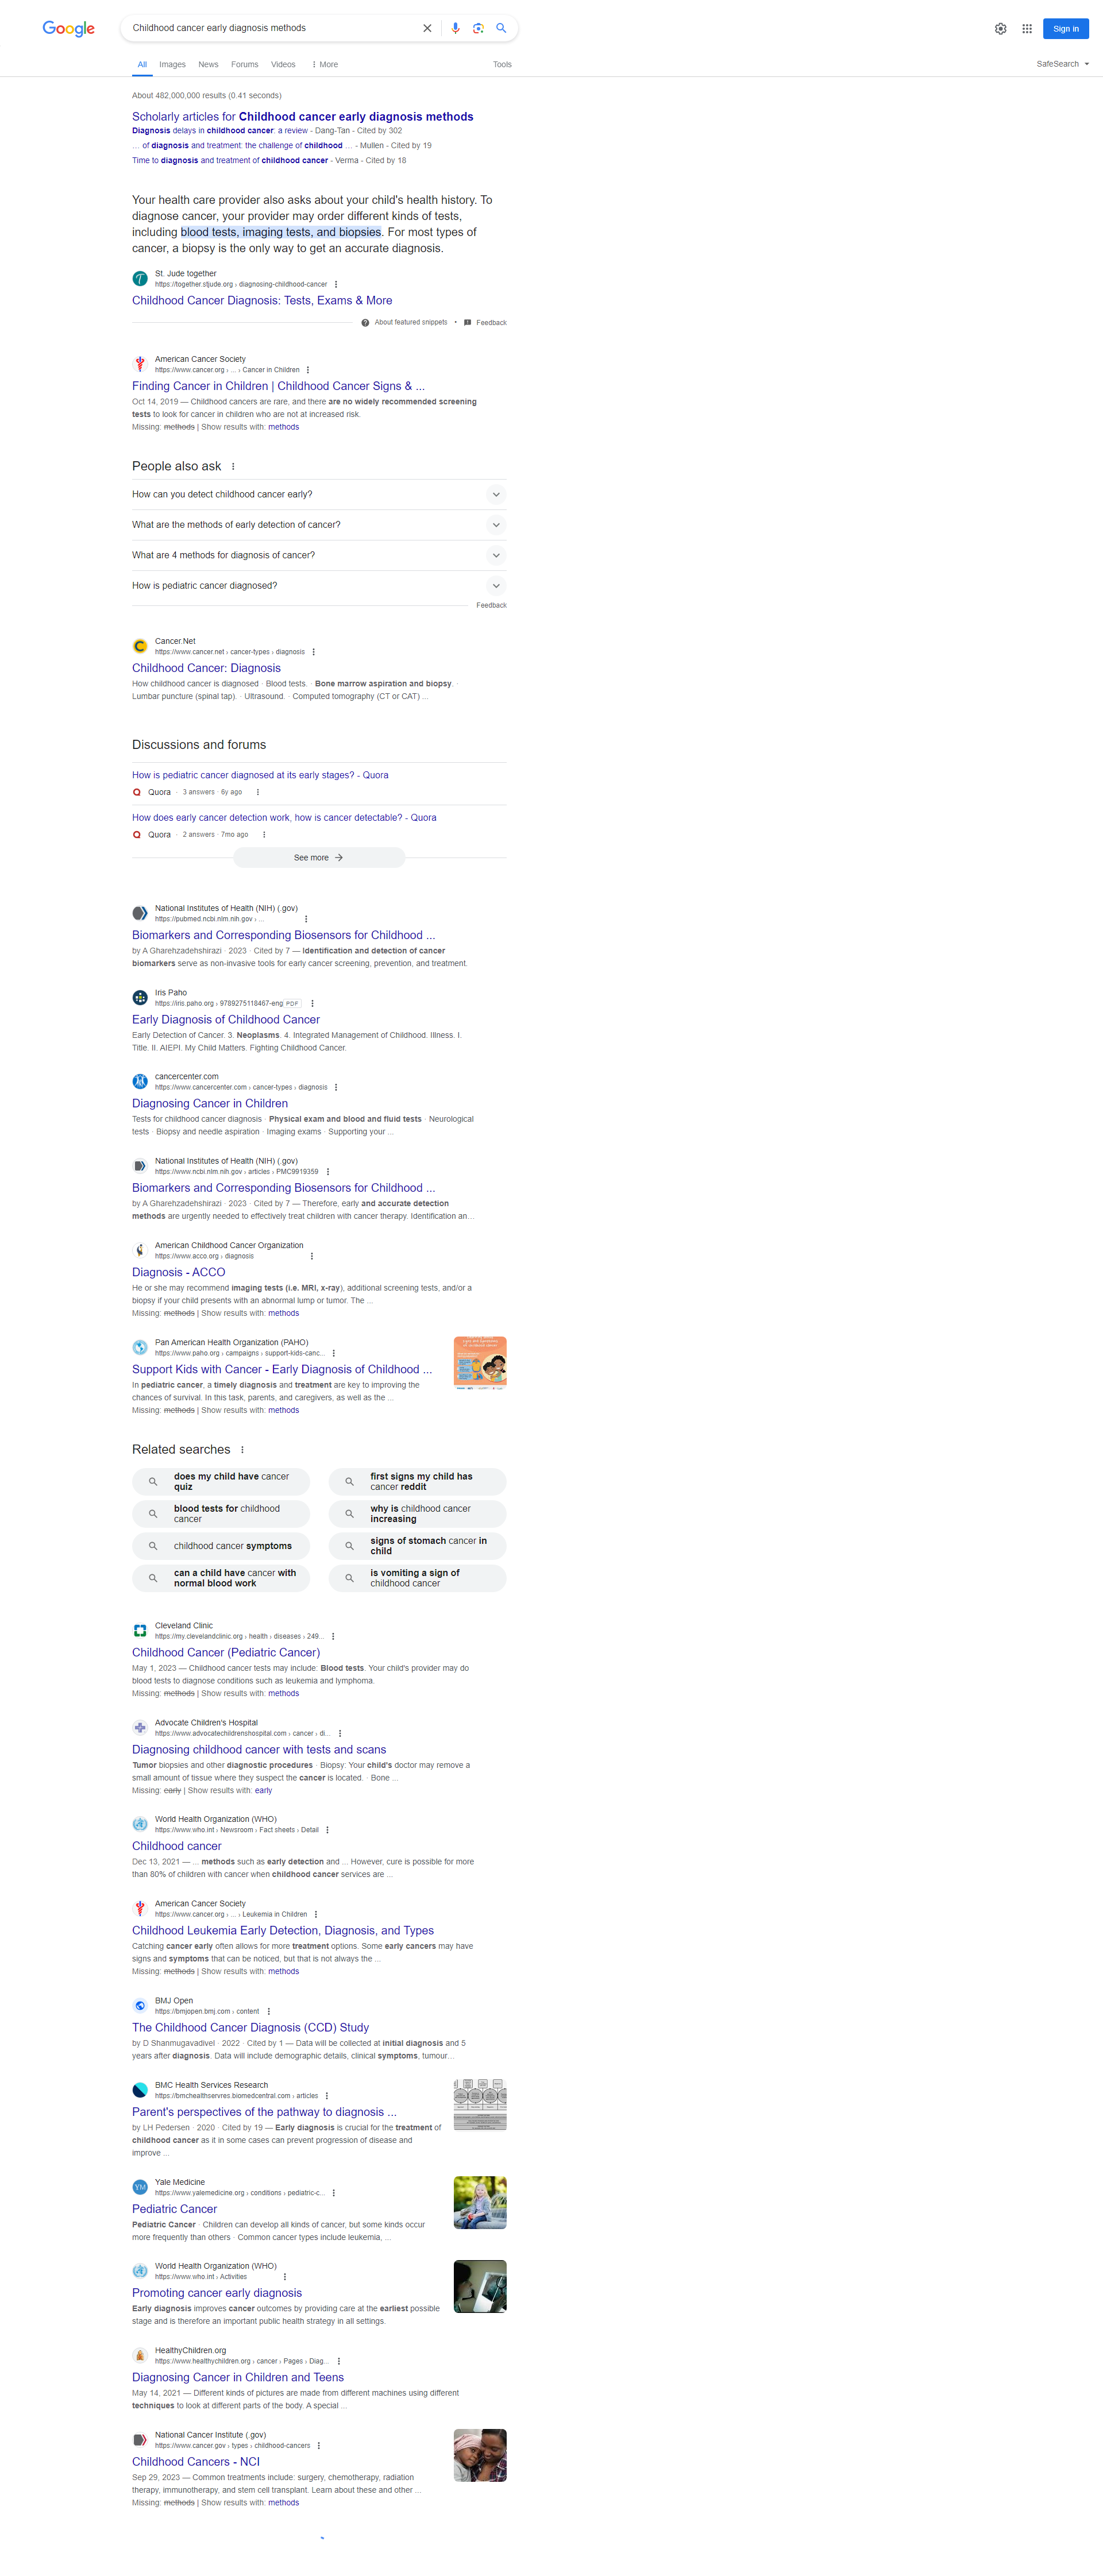 Google
Childhood cancer early diagnosis methods
Sign in
All Images News Forums Videos More Tools
SafeSearch
About 482,000,000 results (0.41 seconds)
Scholarly articles for Childhood cancer early diagnosis methods
Diagnosis delays in childhood cancer: a review - Dang-Tan - Cited by 302
… of diagnosis and treatment: the challenge of childhood … - Mullen - Cited by 19
Time to diagnosis and treatment of childhood cancer - Verma - Cited by 18
Your health care provider also asks about your child's health history. To
diagnose cancer, your provider may order different kinds of tests,
including blood tests, imaging tests, and biopsies. For most types of
cancer, a biopsy is the only way to get an accurate diagnosis.
St. Jude together
https://together.stjude.org › diagnosing-childhood-cancer
Childhood Cancer Diagnosis: Tests, Exams & More
About featured snippets • Feedback
American Cancer Society
https://www.cancer.org › ... › Cancer in Children
Finding Cancer in Children | Childhood Cancer Signs & ...
Oct 14, 2019 — Childhood cancers are rare, and there are no widely recommended screening
tests to look for cancer in children who are not at increased risk.
Missing: methods | Show results with: methods
People also ask
How can you detect childhood cancer early?
What are the methods of early detection of cancer?
What are 4 methods for diagnosis of cancer?
How is pediatric cancer diagnosed?
Feedback
Cancer.Net
https://www.cancer.net › cancer-types › diagnosis
Childhood Cancer: Diagnosis
How childhood cancer is diagnosed · Blood tests. · Bone marrow aspiration and biopsy. ·
Lumbar puncture (spinal tap). · Ultrasound. · Computed tomography (CT or CAT) ...
Discussions and forums
How is pediatric cancer diagnosed at its early stages? - Quora
Quora · 3 answers · 6y ago
How does early cancer detection work, how is cancer detectable? - Quora
Quora · 2 answers · 7mo ago
See more
National Institutes of Health (NIH) (.gov)
https://pubmed.ncbi.nlm.nih.gov › ...
Biomarkers and Corresponding Biosensors for Childhood ...
by A Gharehzadehshirazi · 2023 · Cited by 7 — Identification and detection of cancer
biomarkers serve as non-invasive tools for early cancer screening, prevention, and treatment.
Iris Paho
https://iris.paho.org › 9789275118467-eng PDF
Early Diagnosis of Childhood Cancer
Early Detection of Cancer. 3. Neoplasms. 4. Integrated Management of Childhood. Illness. I.
Title. II. AIEPI. My Child Matters. Fighting Childhood Cancer.
cancercenter.com
https://www.cancercenter.com › cancer-types › diagnosis
Diagnosing Cancer in Children
Tests for childhood cancer diagnosis · Physical exam and blood and fluid tests · Neurological
tests · Biopsy and needle aspiration · Imaging exams · Supporting your ...
National Institutes of Health (NIH) (.gov)
https://www.ncbi.nlm.nih.gov › articles › PMC9919359
Biomarkers and Corresponding Biosensors for Childhood ...
by A Gharehzadehshirazi · 2023 · Cited by 7 — Therefore, early and accurate detection
methods are urgently needed to effectively treat children with cancer therapy. Identification an…
American Childhood Cancer Organization
https://www.acco.org › diagnosis
Diagnosis - ACCO
He or she may recommend imaging tests (i.e. MRI, x-ray), additional screening tests, and/or a
biopsy if your child presents with an abnormal lump or tumor. The ...
Missing: methods | Show results with: methods
Pan American Health Organization (PAHO)
https://www.paho.org › campaigns › support-kids-canc...
Support Kids with Cancer - Early Diagnosis of Childhood ...
In pediatric cancer, a timely diagnosis and treatment are key to improving the
chances of survival. In this task, parents, and caregivers, as well as the ...
Missing: methods | Show results with: methods
Related searches
does my child have cancer
quiz
first signs my child has
cancer reddit
blood tests for childhood
cancer
why is childhood cancer
increasing
childhood cancer symptoms
signs of stomach cancer in
child
can a child have cancer with
normal blood work
is vomiting a sign of
childhood cancer
Cleveland Clinic
https://my.clevelandclinic.org › health › diseases › 249...
Childhood Cancer (Pediatric Cancer)
May 1, 2023 — Childhood cancer tests may include: Blood tests. Your child's provider may do
blood tests to diagnose conditions such as leukemia and lymphoma.
Missing: methods | Show results with: methods
Advocate Children's Hospital
https://www.advocatechildrenshospital.com › cancer › di...
Diagnosing childhood cancer with tests and scans
Tumor biopsies and other diagnostic procedures · Biopsy: Your child's doctor may remove a
small amount of tissue where they suspect the cancer is located. · Bone ...
Missing: early | Show results with: early
World Health Organization (WHO)
https://www.who.int › Newsroom › Fact sheets › Detail
Childhood cancer
Dec 13, 2021 — ... methods such as early detection and ... However, cure is possible for more
than 80% of children with cancer when childhood cancer services are ...
American Cancer Society
https://www.cancer.org › ... › Leukemia in Children
Childhood Leukemia Early Detection, Diagnosis, and Types
Catching cancer early often allows for more treatment options. Some early cancers may have
signs and symptoms that can be noticed, but that is not always the ...
Missing: methods | Show results with: methods
BMJ Open
https://bmjopen.bmj.com › content
The Childhood Cancer Diagnosis (CCD) Study
by D Shanmugavadivel · 2022 · Cited by 1 — Data will be collected at initial diagnosis and 5
years after diagnosis. Data will include demographic details, clinical symptoms, tumour…
BMC Health Services Research
https://bmchealthservres.biomedcentral.com › articles
Parent's perspectives of the pathway to diagnosis ...
by LH Pedersen · 2020 · Cited by 19 — Early diagnosis is crucial for the treatment of
childhood cancer as it in some cases can prevent progression of disease and
improve ...
YM
Yale Medicine
https://www.yalemedicine.org › conditions › pediatric-c...
Pediatric Cancer
Pediatric Cancer · Children can develop all kinds of cancer, but some kinds occur
more frequently than others · Common cancer types include leukemia, ...
World Health Organization (WHO)
https://www.who.int › Activities
Promoting cancer early diagnosis
Early diagnosis improves cancer outcomes by providing care at the earliest possible
stage and is therefore an important public health strategy in all settings.
HealthyChildren.org
https://www.healthychildren.org › cancer › Pages › Diag...
Diagnosing Cancer in Children and Teens
May 14, 2021 — Different kinds of pictures are made from different machines using different
techniques to look at different parts of the body. A special ...
National Cancer Institute (.gov)
https://www.cancer.gov › types › childhood-cancers
Childhood Cancers - NCI
Sep 29, 2023 — Common treatments include: surgery, chemotherapy, radiation
therapy, immunotherapy, and stem cell transplant. Learn about these and other ...
Missing: methods | Show results with: methods